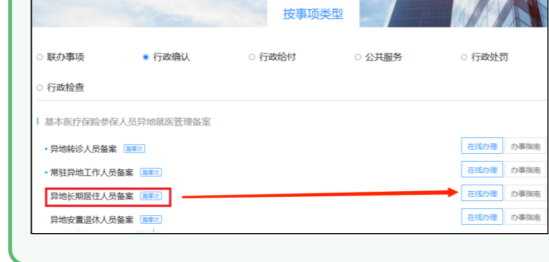 按事项类型
联办事项 行政确认 行政给付 公共服务 行政处罚
行政检查
基本医疗保险参保人员异地就医管理备案
异地转诊人员备案 在线办理 办事指南
常驻异地工作人员备案 在线办理 办事指南
异地长期居住人员备案 在线办理 办事指南
异地安置退休人员备案 在线办理 办事指南